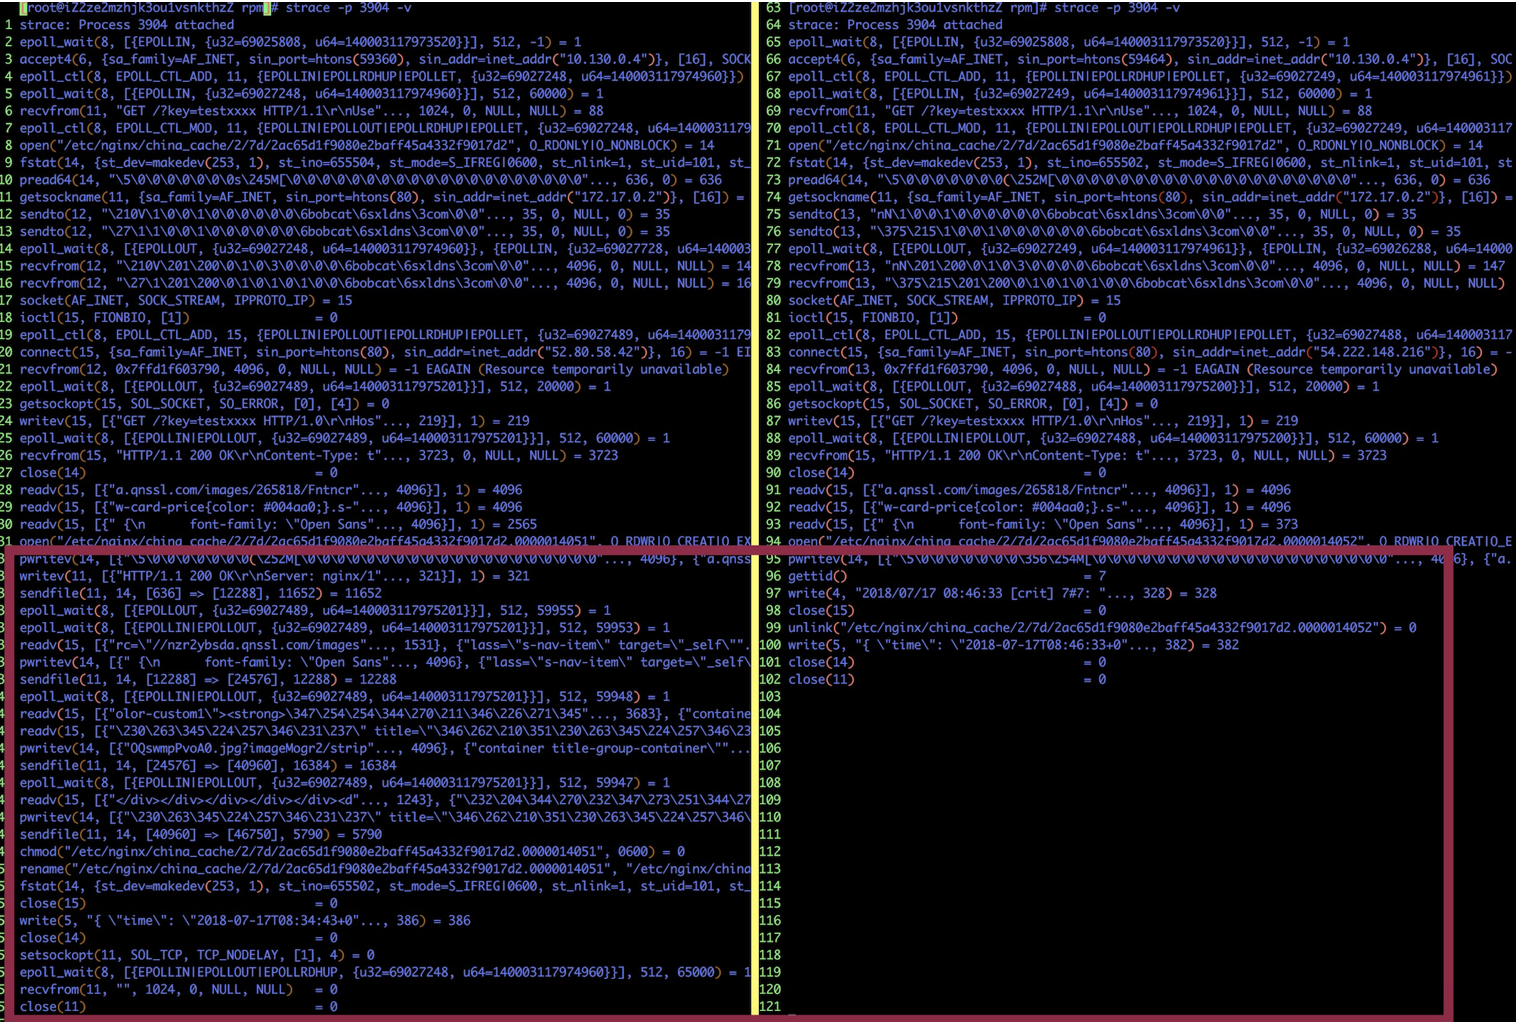 [root@iZ2ze2mzhjk3ou1vsnkthzZ rpm]# strace -p 3904 -v
1 strace: Process 3904 attached
2 epoll_wait(8, [{EPOLLIN, {u32=69025808, u64=140003117973520}}], 512, -1) = 1
3 accept4(6, {sa_family=AF_INET, sin_port=htons(59360), sin_addr=inet_addr("10.130.0.4")}, [16], SOCK
4 epoll_ctl(8, EPOLL_CTL_ADD, 11, {EPOLLIN|EPOLLRDHUP|EPOLLET, {u32=69027248, u64=140003117974960}})
5 epoll_wait(8, [{EPOLLIN, {u32=69027248, u64=140003117974960}}], 512, 60000) = 1
6 recvfrom(11, "GET /?key=testxxxx HTTP/1.1\r\nUse"..., 1024, 0, NULL, NULL) = 88
7 epoll_ctl(8, EPOLL_CTL_MOD, 11, {EPOLLIN|EPOLLOUT|EPOLLRDHUP|EPOLLET, {u32=69027248, u64=1400031179
8 open("/etc/nginx/china_cache/2/7d/2ac65d1f9080e2baff45a4332f9017d2", O_RDONLY|O_NONBLOCK) = 14
9 fstat(14, {st_dev=makedev(253, 1), st_ino=655504, st_mode=S_IFREG|0600, st_nlink=1, st_uid=101, st_
10 pread64(14, "\5\0\0\0\0\0\0\0s\245M[\0\0\0\0\0\0\0\0\0\0\0\0\0\0\0\0\0\0\0\0"..., 636, 0) = 636
11 getsockname(11, {sa_family=AF_INET, sin_port=htons(80), sin_addr=inet_addr("172.17.0.2")}, [16]) =
12 sendto(12, "\210V\1\0\0\1\0\0\0\0\0\0\6bobcat\6sxldns\3com\0\0"..., 35, 0, NULL, 0) = 35
13 sendto(12, "\27\1\1\0\0\1\0\0\0\0\0\0\6bobcat\6sxldns\3com\0\0"..., 35, 0, NULL, 0) = 35
14 epoll_wait(8, [{EPOLLOUT, {u32=69027248, u64=140003117974960}}, {EPOLLIN, {u32=69027728, u64=140003
15 recvfrom(12, "\210V\201\200\0\1\0\3\0\0\0\0\6bobcat\6sxldns\3com\0\0"..., 4096, 0, NULL, NULL) = 14
16 recvfrom(12, "\27\1\201\200\0\1\0\1\0\1\0\0\6bobcat\6sxldns\3com\0\0"..., 4096, 0, NULL, NULL) = 16
17 socket(AF_INET, SOCK_STREAM, IPPROTO_IP) = 15
18 ioctl(15, FIONBIO, [1]) = 0
19 epoll_ctl(8, EPOLL_CTL_ADD, 15, {EPOLLIN|EPOLLOUT|EPOLLRDHUP|EPOLLET, {u32=69027489, u64=1400031179
20 connect(15, {sa_family=AF_INET, sin_port=htons(80), sin_addr=inet_addr("52.80.58.42")}, 16) = -1 EI
21 recvfrom(12, 0x7ffd1f603790, 4096, 0, NULL, NULL) = -1 EAGAIN (Resource temporarily unavailable)
22 epoll_wait(8, [{EPOLLOUT, {u32=69027489, u64=140003117975201}}], 512, 20000) = 1
23 getsockopt(15, SOL_SOCKET, SO_ERROR, [0], [4]) = 0
24 writev(15, [{"GET /?key=testxxxx HTTP/1.0\r\nHos"..., 219}], 1) = 219
25 epoll_wait(8, [{EPOLLIN|EPOLLOUT, {u32=69027489, u64=140003117975201}}], 512, 60000) = 1
26 recvfrom(15, "HTTP/1.1 200 OK\r\nContent-Type: t"..., 3723, 0, NULL, NULL) = 3723
27 close(14) = 0
28 readv(15, [{"a.qnssl.com/images/265818/Fntncr"..., 4096}], 1) = 4096
29 readv(15, [{"w-card-price{color: #004aa0;}.s-"..., 4096}], 1) = 4096
30 readv(15, [{" {\n      font-family: \"Open Sans"..., 4096}], 1) = 2565
31 open("/etc/nginx/china_cache/2/7d/2ac65d1f9080e2baff45a4332f9017d2.0000014051", O_RDWR|O_CREAT|O_EX
pwritev(14, [{"\5\0\0\0\0\0\0\0(\252M[\0\0\0\0\0\0\0\0\0\0\0\0\0\0\0\0\0\0\0\0"..., 4096}, {"a.qnss
writev(11, [{"HTTP/1.1 200 OK\r\nServer: nginx/1"..., 321}], 1) = 321
sendfile(11, 14, [636] => [12288], 11652) = 11652
epoll_wait(8, [{EPOLLOUT, {u32=69027489, u64=140003117975201}}], 512, 59955) = 1
epoll_wait(8, [{EPOLLIN|EPOLLOUT, {u32=69027489, u64=140003117975201}}], 512, 59953) = 1
readv(15, [{"rc=\"//nzr2ybsda.qnssl.com/images"..., 1531}, {"lass=\"s-nav-item\" target=\"_self\""
pwritev(14, [{" {\n      font-family: \"Open Sans"..., 4096}, {"lass=\"s-nav-item\" target=\"_self\
sendfile(11, 14, [12288] => [24576], 12288) = 12288
epoll_wait(8, [{EPOLLIN|EPOLLOUT, {u32=69027489, u64=140003117975201}}], 512, 59948) = 1
readv(15, [{"olor-custom1\"><strong>\347\254\254\344\270\211\346\226\271\345"..., 3683}, {"containe
readv(15, [{"\230\263\345\224\257\346\231\237\" title=\"\346\262\210\351\230\263\345\224\257\346\23
pwritev(14, [{"OQswmpPvoA0.jpg?imageMogr2/strip"..., 4096}, {"container title-group-container\""...
sendfile(11, 14, [24576] => [40960], 16384) = 16384
epoll_wait(8, [{EPOLLIN|EPOLLOUT, {u32=69027489, u64=140003117975201}}], 512, 59947) = 1
readv(15, [{"</div></div></div></div></div><d"..., 1243}, {"\232\204\344\270\232\347\273\251\344\27
pwritev(14, [{"\230\263\345\224\257\346\231\237\" title=\"\346\262\210\351\230\263\345\224\257\346\
sendfile(11, 14, [40960] => [46750], 5790) = 5790
chmod("/etc/nginx/china_cache/2/7d/2ac65d1f9080e2baff45a4332f9017d2.0000014051", 0600) = 0
rename("/etc/nginx/china_cache/2/7d/2ac65d1f9080e2baff45a4332f9017d2.0000014051", "/etc/nginx/china
fstat(14, {st_dev=makedev(253, 1), st_ino=655502, st_mode=S_IFREG|0600, st_nlink=1, st_uid=101, st_
close(15) = 0
write(5, "{ \"time\": \"2018-07-17T08:34:43+0"..., 386) = 386
close(14) = 0
setsockopt(11, SOL_TCP, TCP_NODELAY, [1], 4) = 0
epoll_wait(8, [{EPOLLIN|EPOLLOUT|EPOLLRDHUP, {u32=69027248, u64=140003117974960}}], 512, 65000) = 1
recvfrom(11, "", 1024, 0, NULL, NULL) = 0
close(11) = 0
63 [root@iZ2ze2mzhjk3ou1vsnkthzZ rpm]# strace -p 3904 -v
64 strace: Process 3904 attached
65 epoll_wait(8, [{EPOLLIN, {u32=69025808, u64=140003117973520}}], 512, -1) = 1
66 accept4(6, {sa_family=AF_INET, sin_port=htons(59464), sin_addr=inet_addr("10.130.0.4")}, [16], SOC
67 epoll_ctl(8, EPOLL_CTL_ADD, 11, {EPOLLIN|EPOLLRDHUP|EPOLLET, {u32=69027249, u64=140003117974961}})
68 epoll_wait(8, [{EPOLLIN, {u32=69027249, u64=140003117974961}}], 512, 60000) = 1
69 recvfrom(11, "GET /?key=testxxxx HTTP/1.1\r\nUse"..., 1024, 0, NULL, NULL) = 88
70 epoll_ctl(8, EPOLL_CTL_MOD, 11, {EPOLLIN|EPOLLOUT|EPOLLRDHUP|EPOLLET, {u32=69027249, u64=140003117
71 open("/etc/nginx/china_cache/2/7d/2ac65d1f9080e2baff45a4332f9017d2", O_RDONLY|O_NONBLOCK) = 14
72 fstat(14, {st_dev=makedev(253, 1), st_ino=655502, st_mode=S_IFREG|0600, st_nlink=1, st_uid=101, st
73 pread64(14, "\5\0\0\0\0\0\0\0(\252M[\0\0\0\0\0\0\0\0\0\0\0\0\0\0\0\0\0\0\0\0"..., 636, 0) = 636
74 getsockname(11, {sa_family=AF_INET, sin_port=htons(80), sin_addr=inet_addr("172.17.0.2")}, [16]) =
75 sendto(13, "nN\1\0\0\1\0\0\0\0\0\0\6bobcat\6sxldns\3com\0\0"..., 35, 0, NULL, 0) = 35
76 sendto(13, "\375\215\1\0\0\1\0\0\0\0\0\0\6bobcat\6sxldns\3com\0\0"..., 35, 0, NULL, 0) = 35
77 epoll_wait(8, [{EPOLLOUT, {u32=69027249, u64=140003117974961}}, {EPOLLIN, {u32=69026288, u64=14000
78 recvfrom(13, "nN\201\200\0\1\0\3\0\0\0\0\6bobcat\6sxldns\3com\0\0"..., 4096, 0, NULL, NULL) = 147
79 recvfrom(13, "\375\215\201\200\0\1\0\1\0\1\0\0\6bobcat\6sxldns\3com\0\0"..., 4096, 0, NULL, NULL)
80 socket(AF_INET, SOCK_STREAM, IPPROTO_IP) = 15
81 ioctl(15, FIONBIO, [1]) = 0
82 epoll_ctl(8, EPOLL_CTL_ADD, 15, {EPOLLIN|EPOLLOUT|EPOLLRDHUP|EPOLLET, {u32=69027488, u64=140003117
83 connect(15, {sa_family=AF_INET, sin_port=htons(80), sin_addr=inet_addr("54.222.148.216")}, 16) = -
84 recvfrom(13, 0x7ffd1f603790, 4096, 0, NULL, NULL) = -1 EAGAIN (Resource temporarily unavailable)
85 epoll_wait(8, [{EPOLLOUT, {u32=69027488, u64=140003117975200}}], 512, 20000) = 1
86 getsockopt(15, SOL_SOCKET, SO_ERROR, [0], [4]) = 0
87 writev(15, [{"GET /?key=testxxxx HTTP/1.0\r\nHos"..., 219}], 1) = 219
88 epoll_wait(8, [{EPOLLIN|EPOLLOUT, {u32=69027488, u64=140003117975200}}], 512, 60000) = 1
89 recvfrom(15, "HTTP/1.1 200 OK\r\nContent-Type: t"..., 3723, 0, NULL, NULL) = 3723
90 close(14) = 0
91 readv(15, [{"a.qnssl.com/images/265818/Fntncr"..., 4096}], 1) = 4096
92 readv(15, [{"w-card-price{color: #004aa0;}.s-"..., 4096}], 1) = 4096
93 readv(15, [{" {\n      font-family: \"Open Sans"..., 4096}], 1) = 373
94 open("/etc/nginx/china_cache/2/7d/2ac65d1f9080e2baff45a4332f9017d2.0000014052", O_RDWR|O_CREAT|O_E
95 pwritev(14, [{"\5\0\0\0\0\0\0\0\356\254M[\0\0\0\0\0\0\0\0\0\0\0\0\0\0\0\0\0\0\0\0"..., 4096}, {"a.
96 gettid() = 7
97 write(4, "2018/07/17 08:46:33 [crit] 7#7: "..., 328) = 328
98 close(15) = 0
99 unlink("/etc/nginx/china_cache/2/7d/2ac65d1f9080e2baff45a4332f9017d2.0000014052") = 0
100 write(5, "{ \"time\": \"2018-07-17T08:46:33+0"..., 382) = 382
101 close(14) = 0
102 close(11) = 0
103
104
105
106
107
108
109
110
111
112
113
114
115
116
117
118
119
120
121